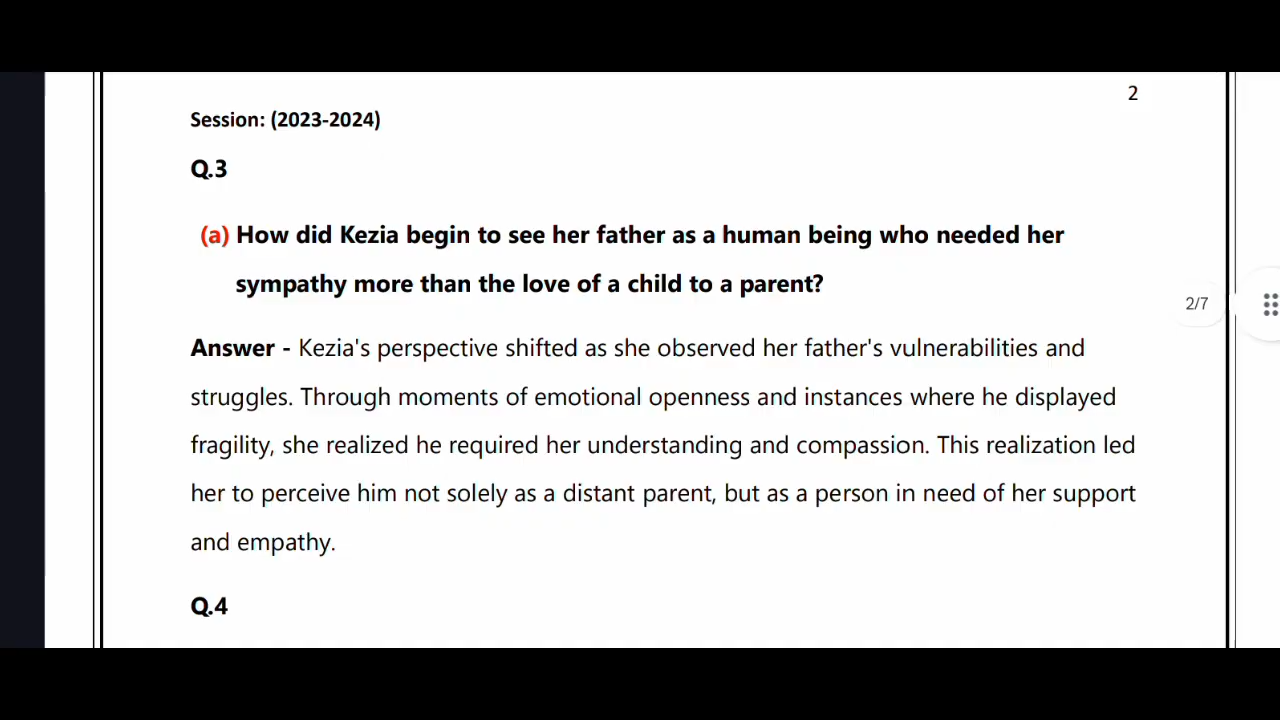 2
Session: (2023-2024)
Q.3
(a) How did Kezia begin to see her father as a human being who needed her
sympathy more than the love of a child to a parent?
2/7
Answer - Kezia's perspective shifted as she observed her father's vulnerabilities and
struggles. Through moments of emotional openness and instances where he displayed
fragility, she realized he required her understanding and compassion. This realization led
her to perceive him not solely as a distant parent, but as a person in need of her support
and empathy.
Q.4